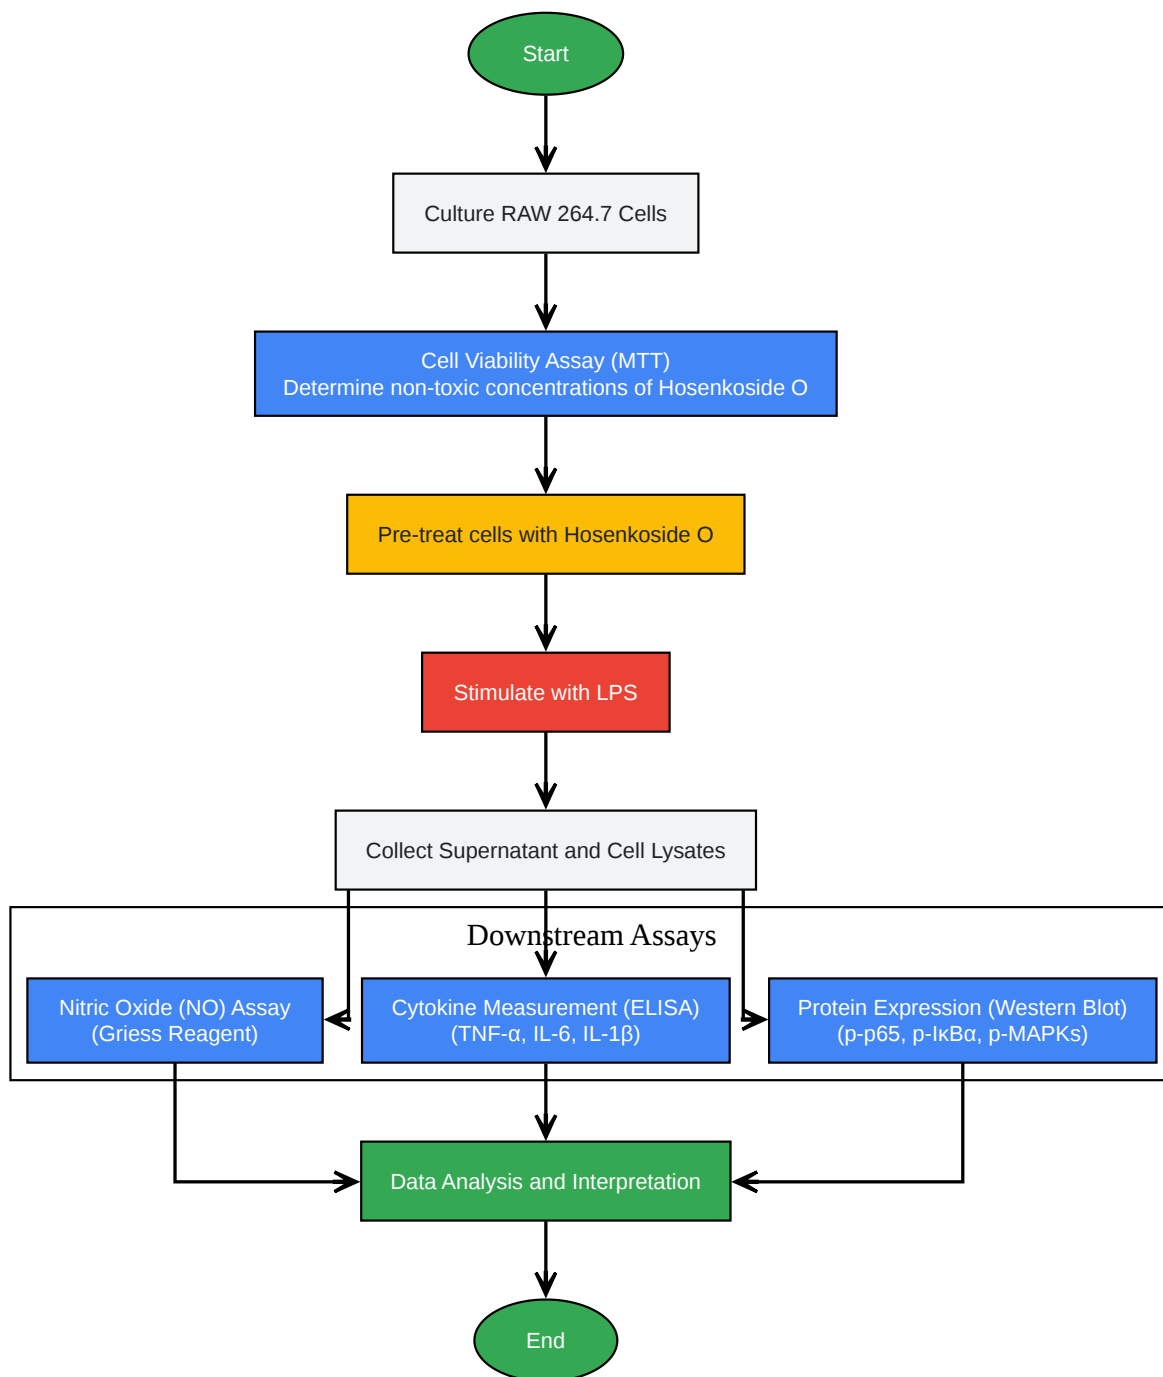 Start
Culture RAW 264.7 Cells
Cell Viability Assay (MTT)
Determine non-toxic concentrations of Hosenkoside O
Pre-treat cells with Hosenkoside O
Stimulate with LPS
Collect Supernatant and Cell Lysates
Downstream Assays
Nitric Oxide (NO) Assay
(Griess Reagent)
Cytokine Measurement (ELISA)
(TNF-α, IL-6, IL-1β)
Protein Expression (Western Blot)
(p-p65, p-IκBα, p-MAPKs)
Data Analysis and Interpretation
End